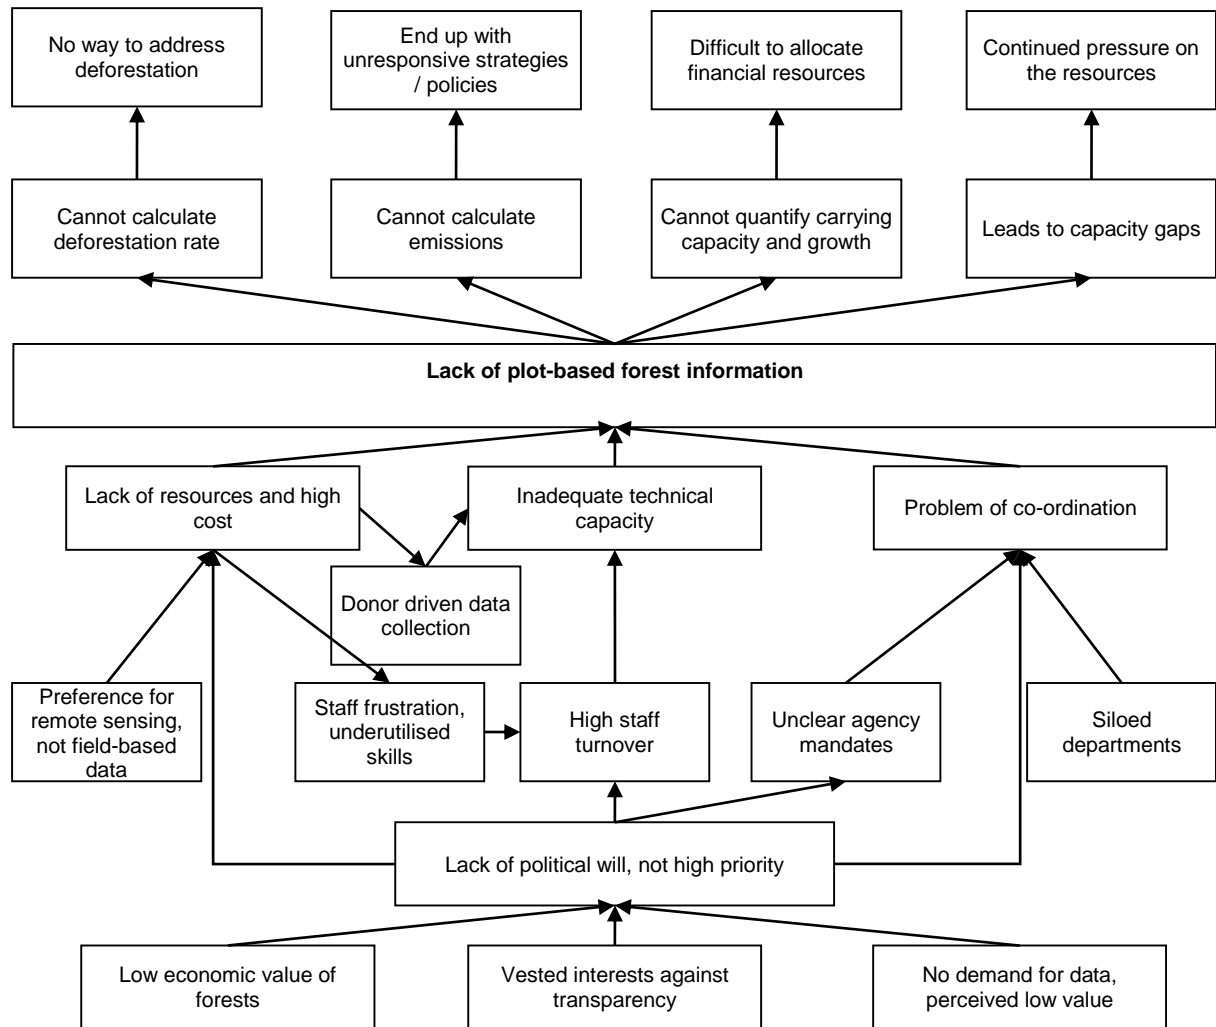 No way to address
deforestation
End up with
unresponsive strategies
/ policies
Difficult to allocate
financial resources
Continued pressure on
the resources
Cannot calculate
deforestation rate
Cannot calculate
emissions
Cannot quantify carrying
capacity and growth
Leads to capacity gaps
Lack of plot-based forest information
Lack of resources and high
cost
Inadequate technical
capacity
Problem of co-ordination
Donor driven data
collection
Preference for
remote sensing,
not field-based
data
Staff frustration,
underutilised
skills
High staff
turnover
Unclear agency
mandates
Siloed
departments
Lack of political will, not high priority
Low economic value of
forests
Vested interests against
transparency
No demand for data,
perceived low value